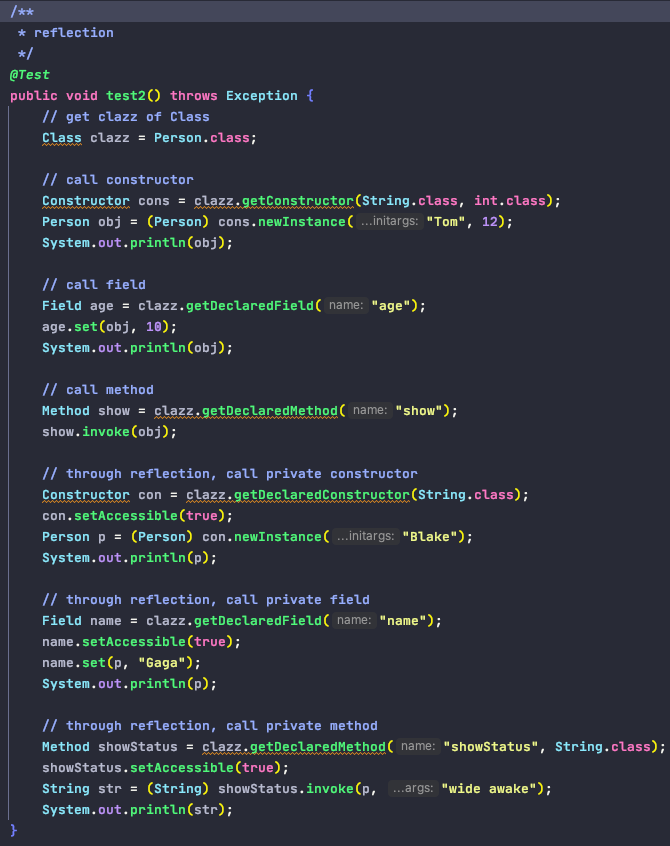 /**
 * reflection
 */
@Test
public void test2() throws Exception {
    // get clazz of Class
    Class clazz = Person.class;

    // call constructor
    Constructor cons = clazz.getConstructor(String.class, int.class);
    Person obj = (Person) cons.newInstance( ...initargs: "Tom", 12);
    System.out.println(obj);

    // call field
    Field age = clazz.getDeclaredField( name: "age");
    age.set(obj, 10);
    System.out.println(obj);

    // call method
    Method show = clazz.getDeclaredMethod( name: "show");
    show.invoke(obj);

    // through reflection, call private constructor
    Constructor con = clazz.getDeclaredConstructor(String.class);
    con.setAccessible(true);
    Person p = (Person) con.newInstance( ...initargs: "Blake");
    System.out.println(p);

    // through reflection, call private field
    Field name = clazz.getDeclaredField( name: "name");
    name.setAccessible(true);
    name.set(p, "Gaga");
    System.out.println(p);

    // through reflection, call private method
    Method showStatus = clazz.getDeclaredMethod( name: "showStatus", String.class);
    showStatus.setAccessible(true);
    String str = (String) showStatus.invoke(p, ...args: "wide awake");
    System.out.println(str);
}